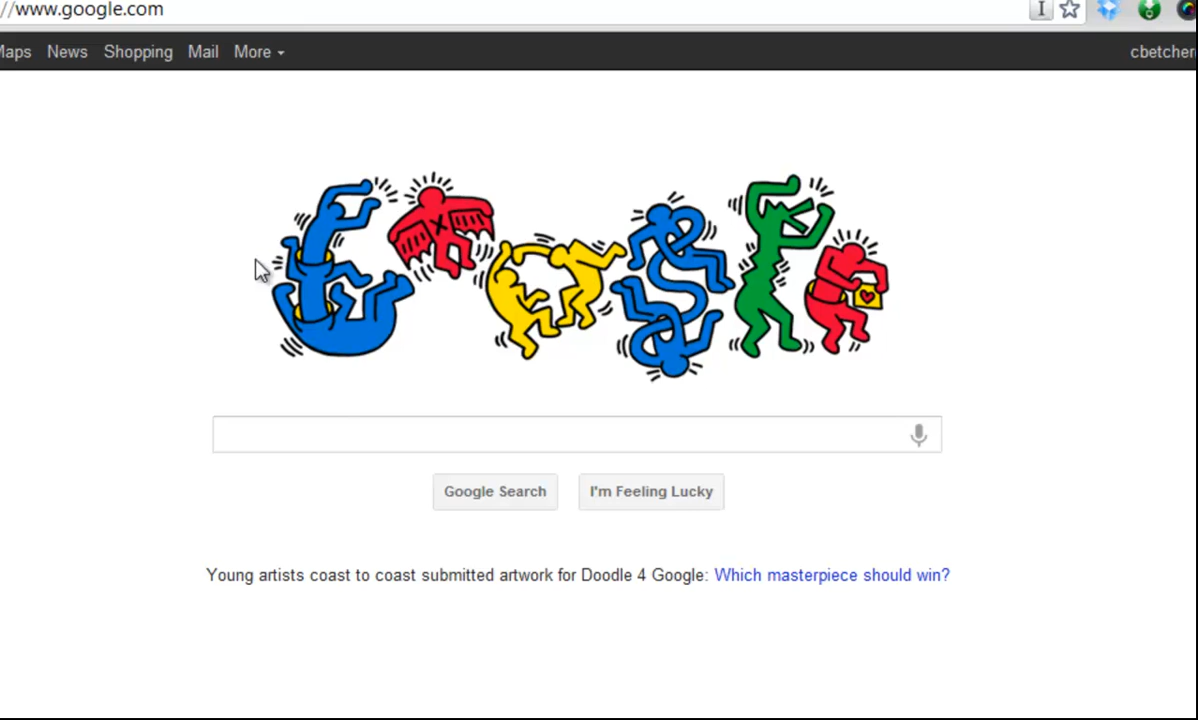 //www.google.com
Maps News Shopping Mail More
cbetcher
Google Search
I'm Feeling Lucky
Young artists coast to coast submitted artwork for Doodle 4 Google: Which masterpiece should win?